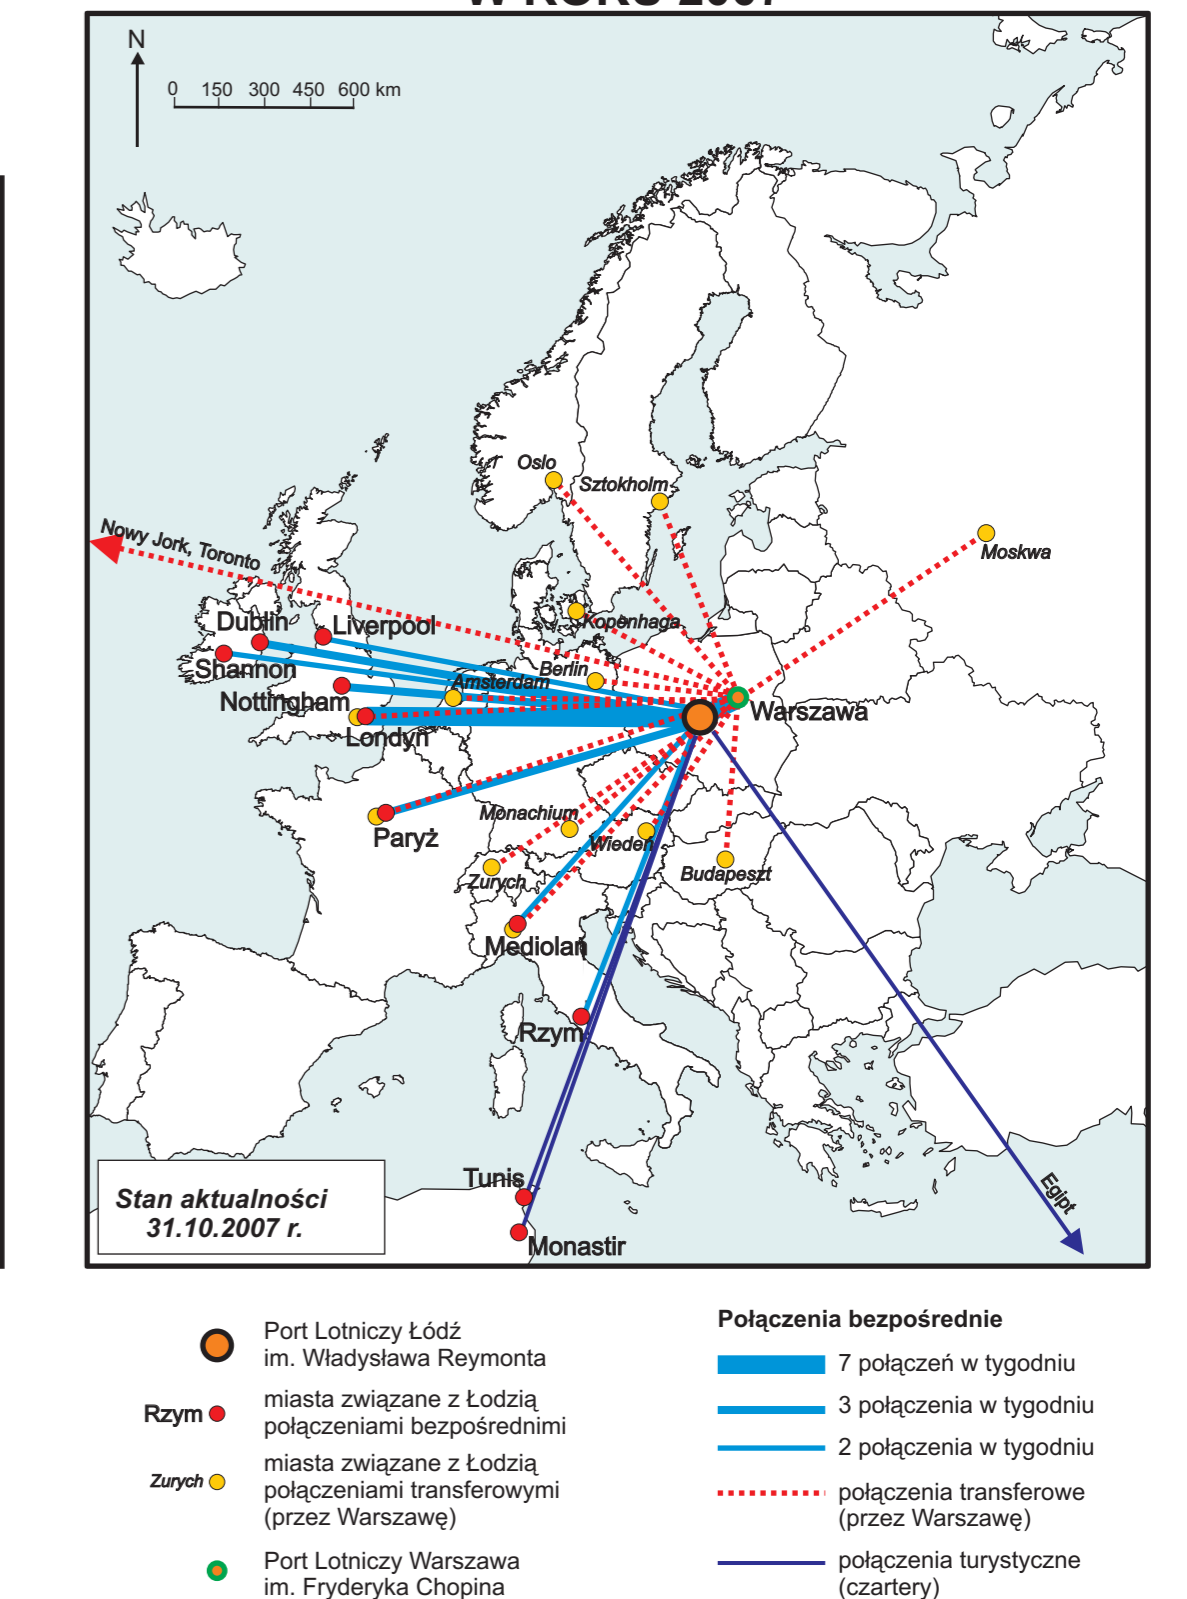 W ROKU 2007
N
0 150 300 450 600 km
Oslo
Sztokholm
Moskwa
Nowy Jork, Toronto
Kopenhaga
Dublin
Liverpool
Shannon
Berlin
Amsterdam
Nottingham
Warszawa
Londyn
Monachium
Paryż
Wiedeń
Zurych
Budapeszt
Mediolan
Rzym
Tunis
Egipt
Monastir
Stan aktualności
31.10.2007 r.
Port Lotniczy Łódź
im. Władysława Reymonta
Rzym
miasta związane z Łodzią
połączeniami bezpośrednimi
Zurych
miasta związane z Łodzią
połączeniami transferowymi
(przez Warszawę)
Port Lotniczy Warszawa
im. Fryderyka Chopina
Połączenia bezpośrednie
7 połączeń w tygodniu
3 połączenia w tygodniu
2 połączenia w tygodniu
połączenia transferowe
(przez Warszawę)
połączenia turystyczne
(czartery)